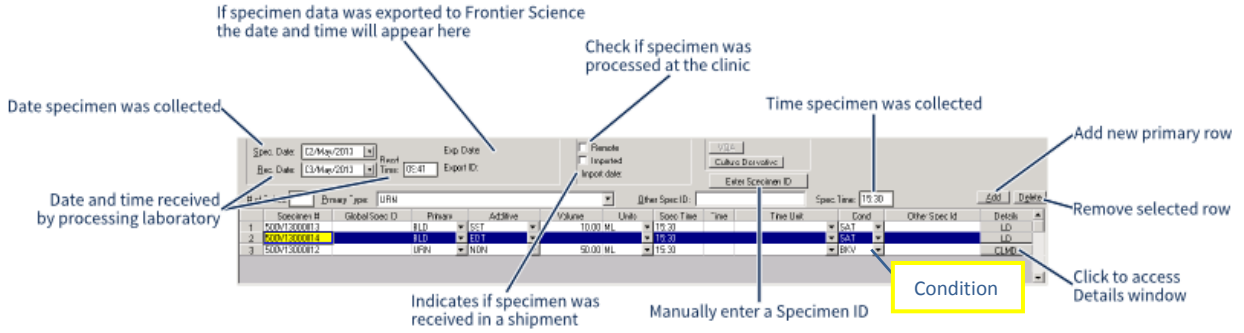 If specimen data was exported to Frontier Science
the date and time will appear here
Check if specimen was
processed at the clinic
Date specimen was collected
Time specimen was collected
Add new primary row
Spec. Date: 02/May/2013
Exp Date
Remote
VQA
Rec. Date: 03/May/2013
Time: 09:41
Export ID:
Imported
Culture Derivative
Import date:
Enter Specimen ID
Date and time received
by processing laboratory
Primary Type: URN
Other Spec ID:
Spec. Time: 15:30
Add
Delete
Remove selected row
Specimen #
Global Spec ID
Primary
Additive
Volume
Units
Spec Time
Time
Time Unit
Cond
Other Spec Id
Details
1 500V13000813 BLD SST 10.00 ML 15:30 SAT LD
2 500V13000814 BLD EDT 15:30 SAT LD
3 500V13000812 URN NON 50.00 ML 15:30 BKV CLMD
Condition
Click to access
Details window
Indicates if specimen was
received in a shipment
Manually enter a Specimen ID